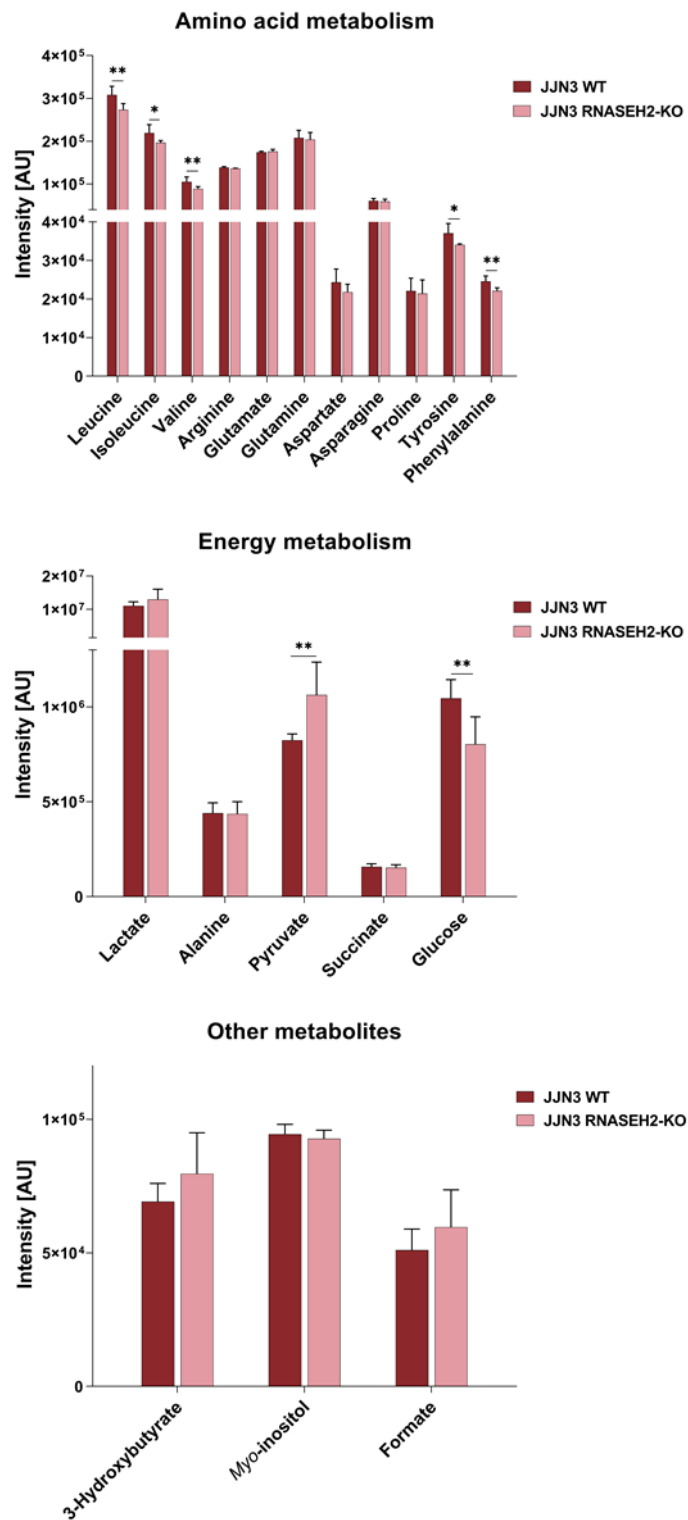 Amino acid metabolism
Intensity [AU]
4×10⁵
3×10⁵
2×10⁵
1×10⁵
4×10⁴
3×10⁴
2×10⁴
1×10⁴
0
** * ** * **
JJN3 WT
JJN3 RNASEH2-KO
Leucine
Isoleucine
Valine
Arginine
Glutamate
Glutamine
Aspartate
Asparagine
Proline
Tyrosine
Phenylalanine
Energy metabolism
Intensity [AU]
2×10⁷
1×10⁷
1×10⁶
5×10⁵
0
** **
JJN3 WT
JJN3 RNASEH2-KO
Lactate
Alanine
Pyruvate
Succinate
Glucose
Other metabolites
Intensity [AU]
1×10⁵
5×10⁴
0
JJN3 WT
JJN3 RNASEH2-KO
3-Hydroxybutyrate
Myo-inositol
Formate